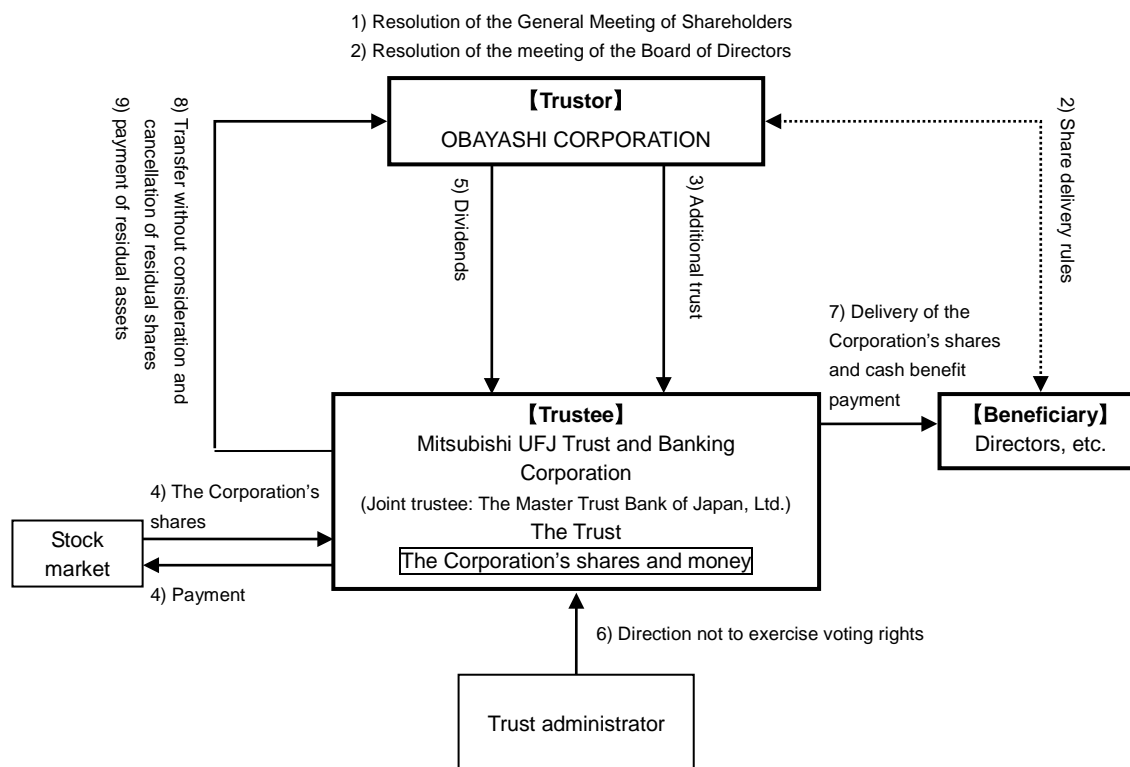 1) Resolution of the General Meeting of Shareholders
2) Resolution of the meeting of the Board of Directors
【Trustor】
OBAYASHI CORPORATION
8) Transfer without consideration and
cancellation of residual shares
9) payment of residual assets
5) Dividends
3) Additional trust
2) Share delivery rules
7) Delivery of the
Corporation’s shares
and cash benefit
payment
【Trustee】
Mitsubishi UFJ Trust and Banking
Corporation
(Joint trustee: The Master Trust Bank of Japan, Ltd.)
The Trust
The Corporation’s shares and money
【Beneficiary】
Directors, etc.
4) The Corporation’s
shares
Stock
market
4) Payment
6) Direction not to exercise voting rights
Trust administrator